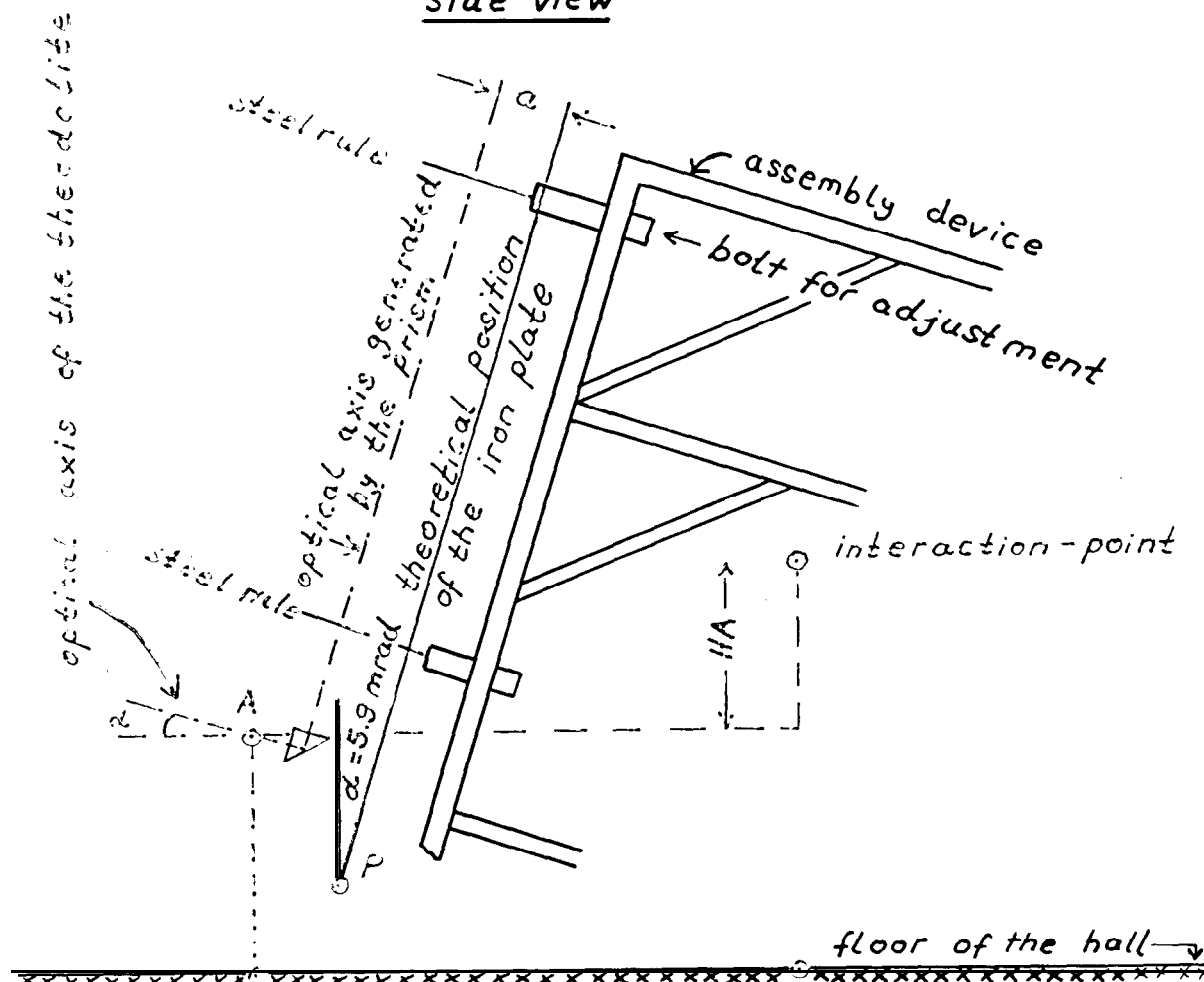 side view
optical axis of the theodolite
a
steel rule
assembly device
bolt for adjustment
optical axis generated
by the prism
theoretical position
of the iron plate
interaction-point
HA
steel rule
A
α
α=5.9 mrad
P
floor of the hall